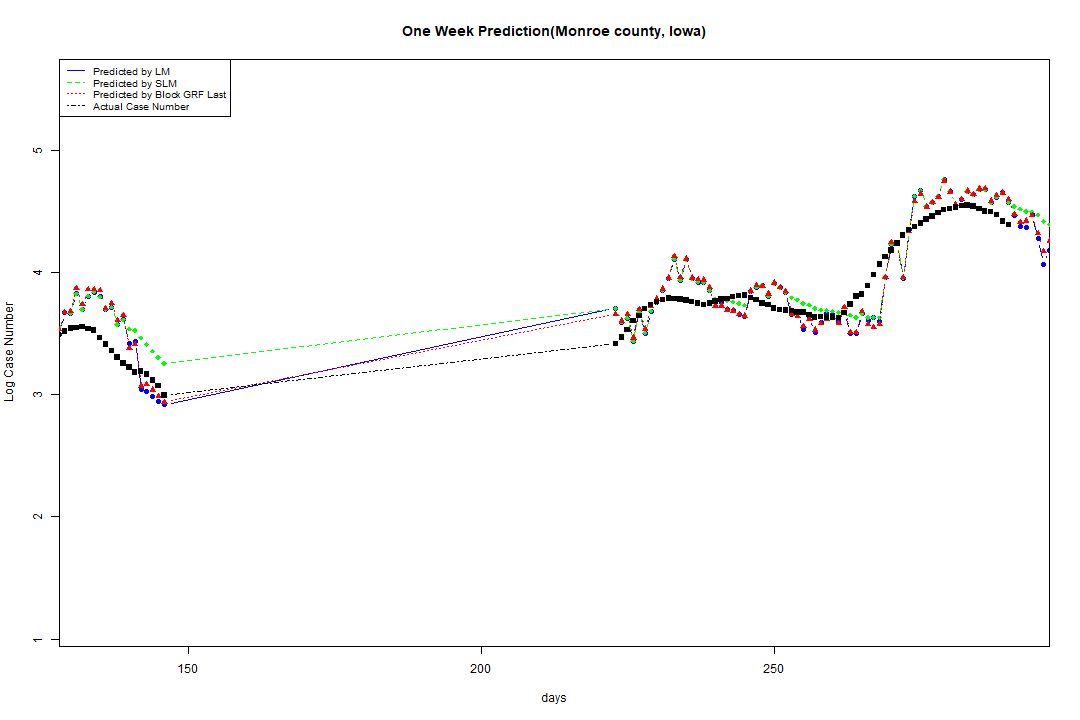 One Week Prediction(Monroe county, Iowa)
Predicted by LM
Predicted by SLM
Predicted by Block GRF Last
Actual Case Number
Log Case Number
5
4
3
2
1
150
200
250
days